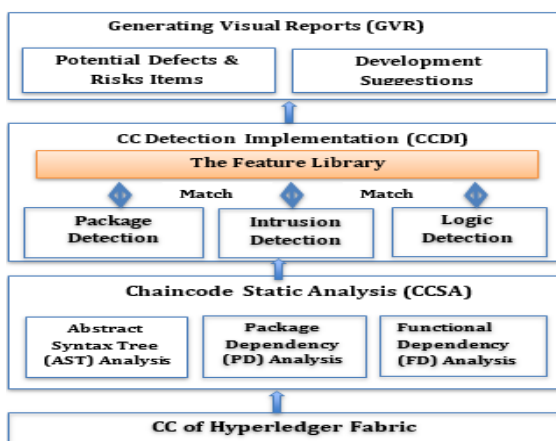 Generating Visual Reports (GVR)
Potential Defects &
Risks Items
Development
Suggestions
CC Detection Implementation (CCDI)
The Feature Library
Match
Match
Package
Detection
Intrusion
Detection
Logic
Detection
Chaincode Static Analysis (CCSA)
Abstract
Syntax Tree
(AST) Analysis
Package
Dependency
(PD) Analysis
Functional
Dependency
(FD) Analysis
CC of Hyperledger Fabric